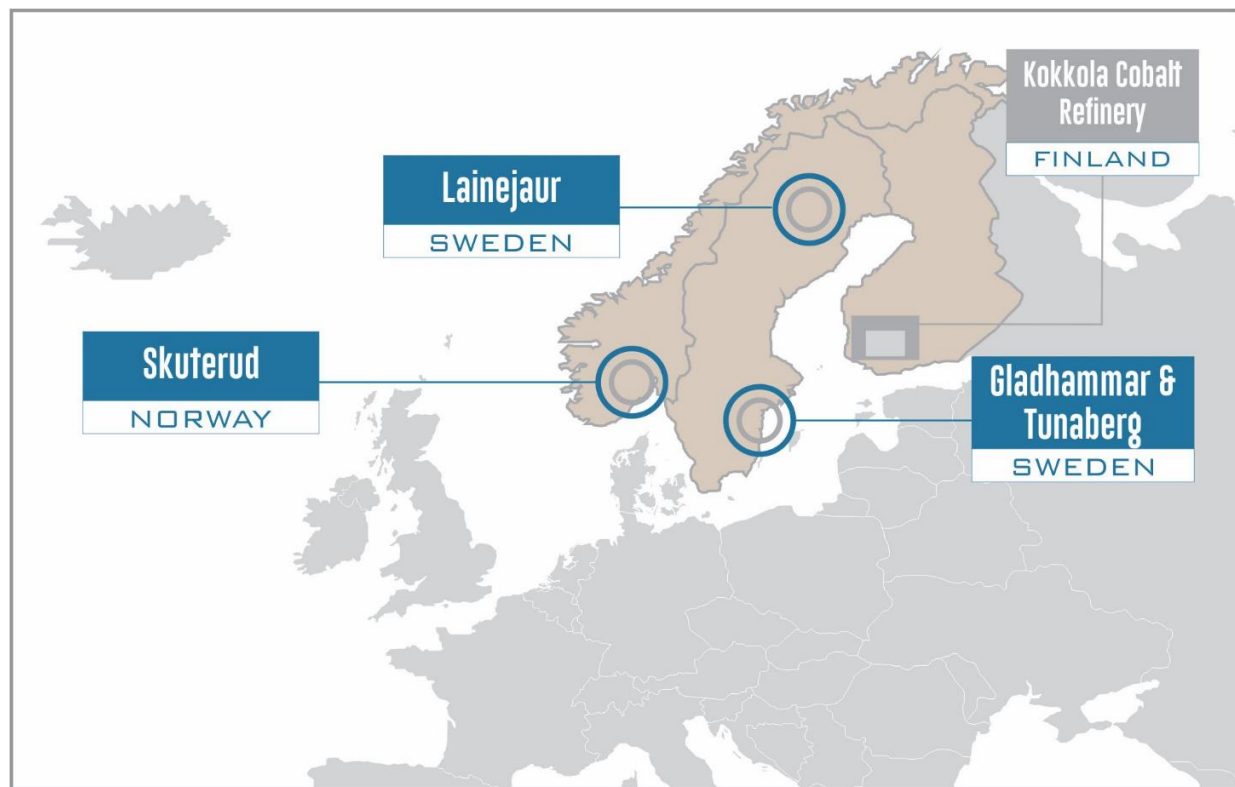 Kokkola Cobalt
Refinery
FINLAND
Lainejaur
SWEDEN
Skuterud
NORWAY
Gladhammar &
Tunaberg
SWEDEN